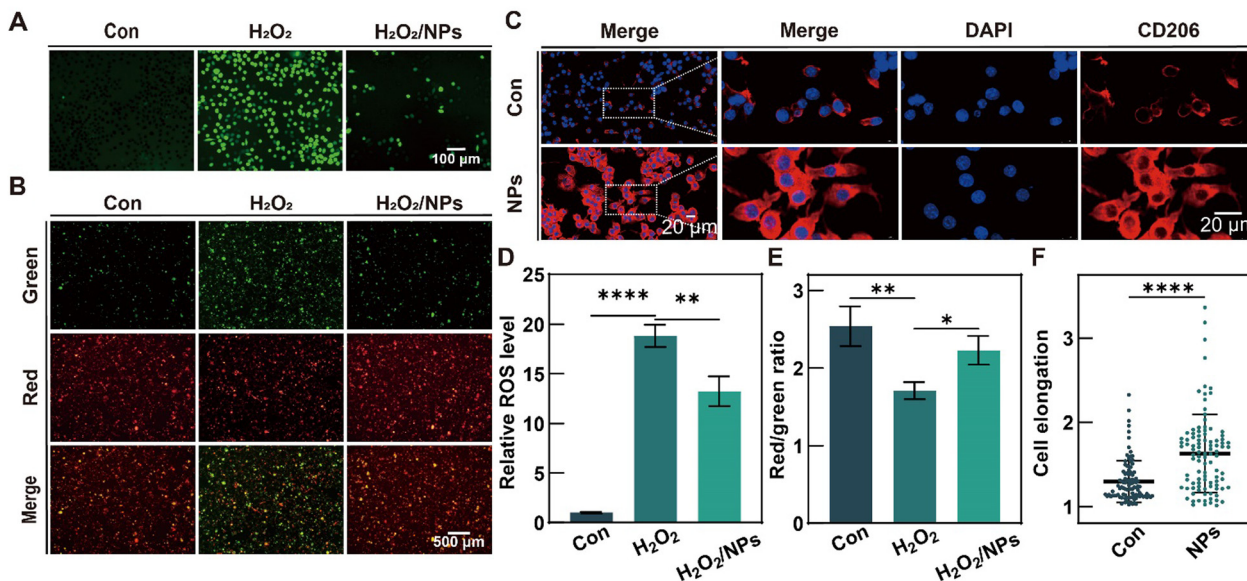 A
Con H₂O₂ H₂O₂/NPs
100 μm
B
Con H₂O₂ H₂O₂/NPs
Green
Red
Merge
500 μm
C
Merge Merge DAPI CD206
Con
NPs
20 μm
20 μm
D
Relative ROS level
25
20
15
10
5
0
**** **
Con H₂O₂ H₂O₂/NPs
E
Red/green ratio
3
2
1
0
** *
Con H₂O₂ H₂O₂/NPs
F
Cell elongation
3
2
1
****
Con NPs